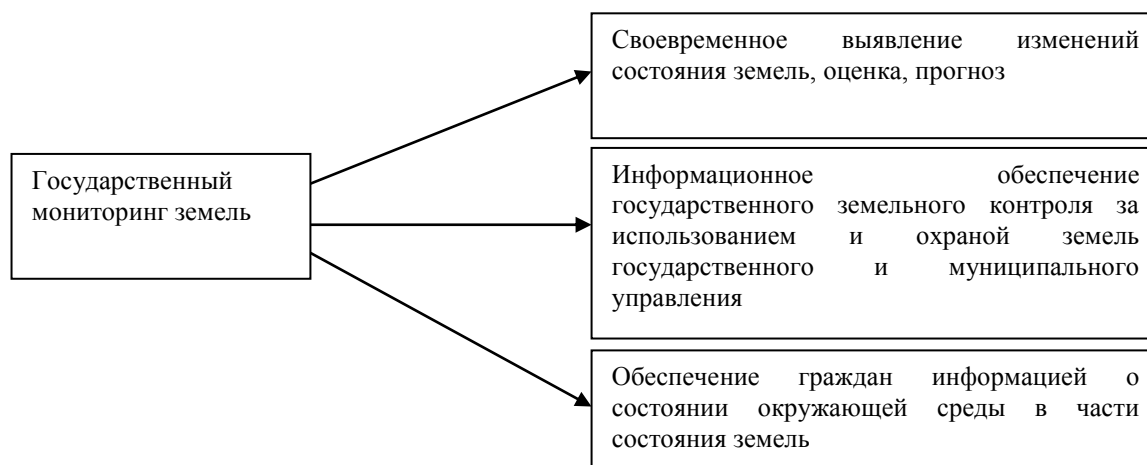 Своевременное выявление изменений
состояния земель, оценка, прогноз
Государственный
мониторинг земель
Информационное обеспечение
государственного земельного контроля за
использованием и охраной земель
государственного и муниципального
управления
Обеспечение граждан информацией о
состоянии окружающей среды в части
состояния земель